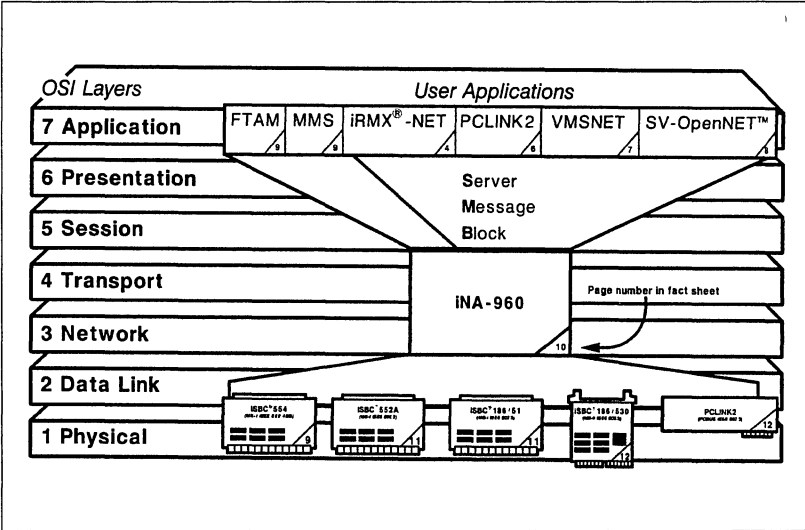 OSI Layers
User Applications
7 Application
FTAM MMS iRMX®-NET PCLINK2 VMSNET SV-OpenNET™
9 9 4 6 7 8
6 Presentation
Server
Message
5 Session
Block
4 Transport
iNA-960
Page number in fact sheet
3 Network
10
2 Data Link
iSBC® 554
iSBC® 552A
iSBC® 186/51
iSBC® 186/530
PCLINK2
1 Physical
9 11 11 12 12